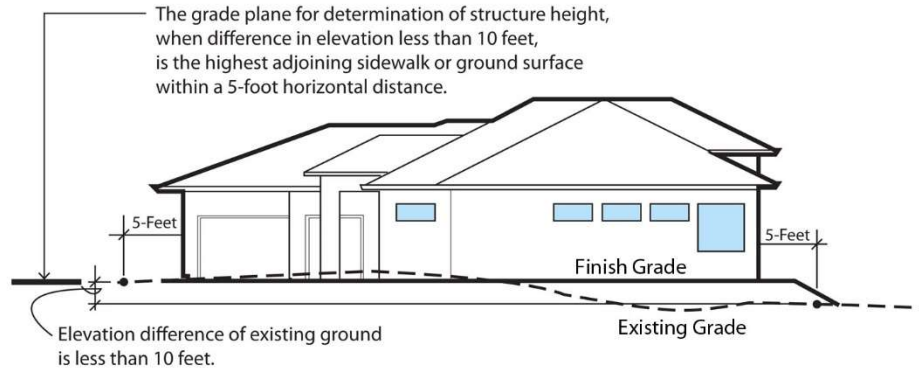 The grade plane for determination of structure height,
when difference in elevation less than 10 feet,
is the highest adjoining sidewalk or ground surface
within a 5-foot horizontal distance.
5-Feet
5-Feet
Finish Grade
Existing Grade
Elevation difference of existing ground
is less than 10 feet.